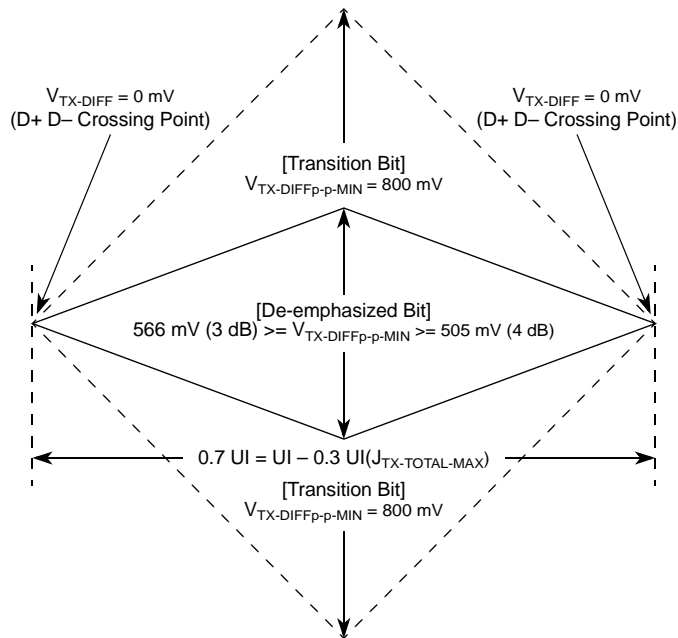 V_TX-DIFF = 0 mV
(D+ D– Crossing Point)
V_TX-DIFF = 0 mV
(D+ D– Crossing Point)
[Transition Bit]
V_TX-DIFFp-p-MIN = 800 mV
[De-emphasized Bit]
566 mV (3 dB) >= V_TX-DIFFp-p-MIN >= 505 mV (4 dB)
0.7 UI = UI – 0.3 UI(J_TX-TOTAL-MAX)
[Transition Bit]
V_TX-DIFFp-p-MIN = 800 mV